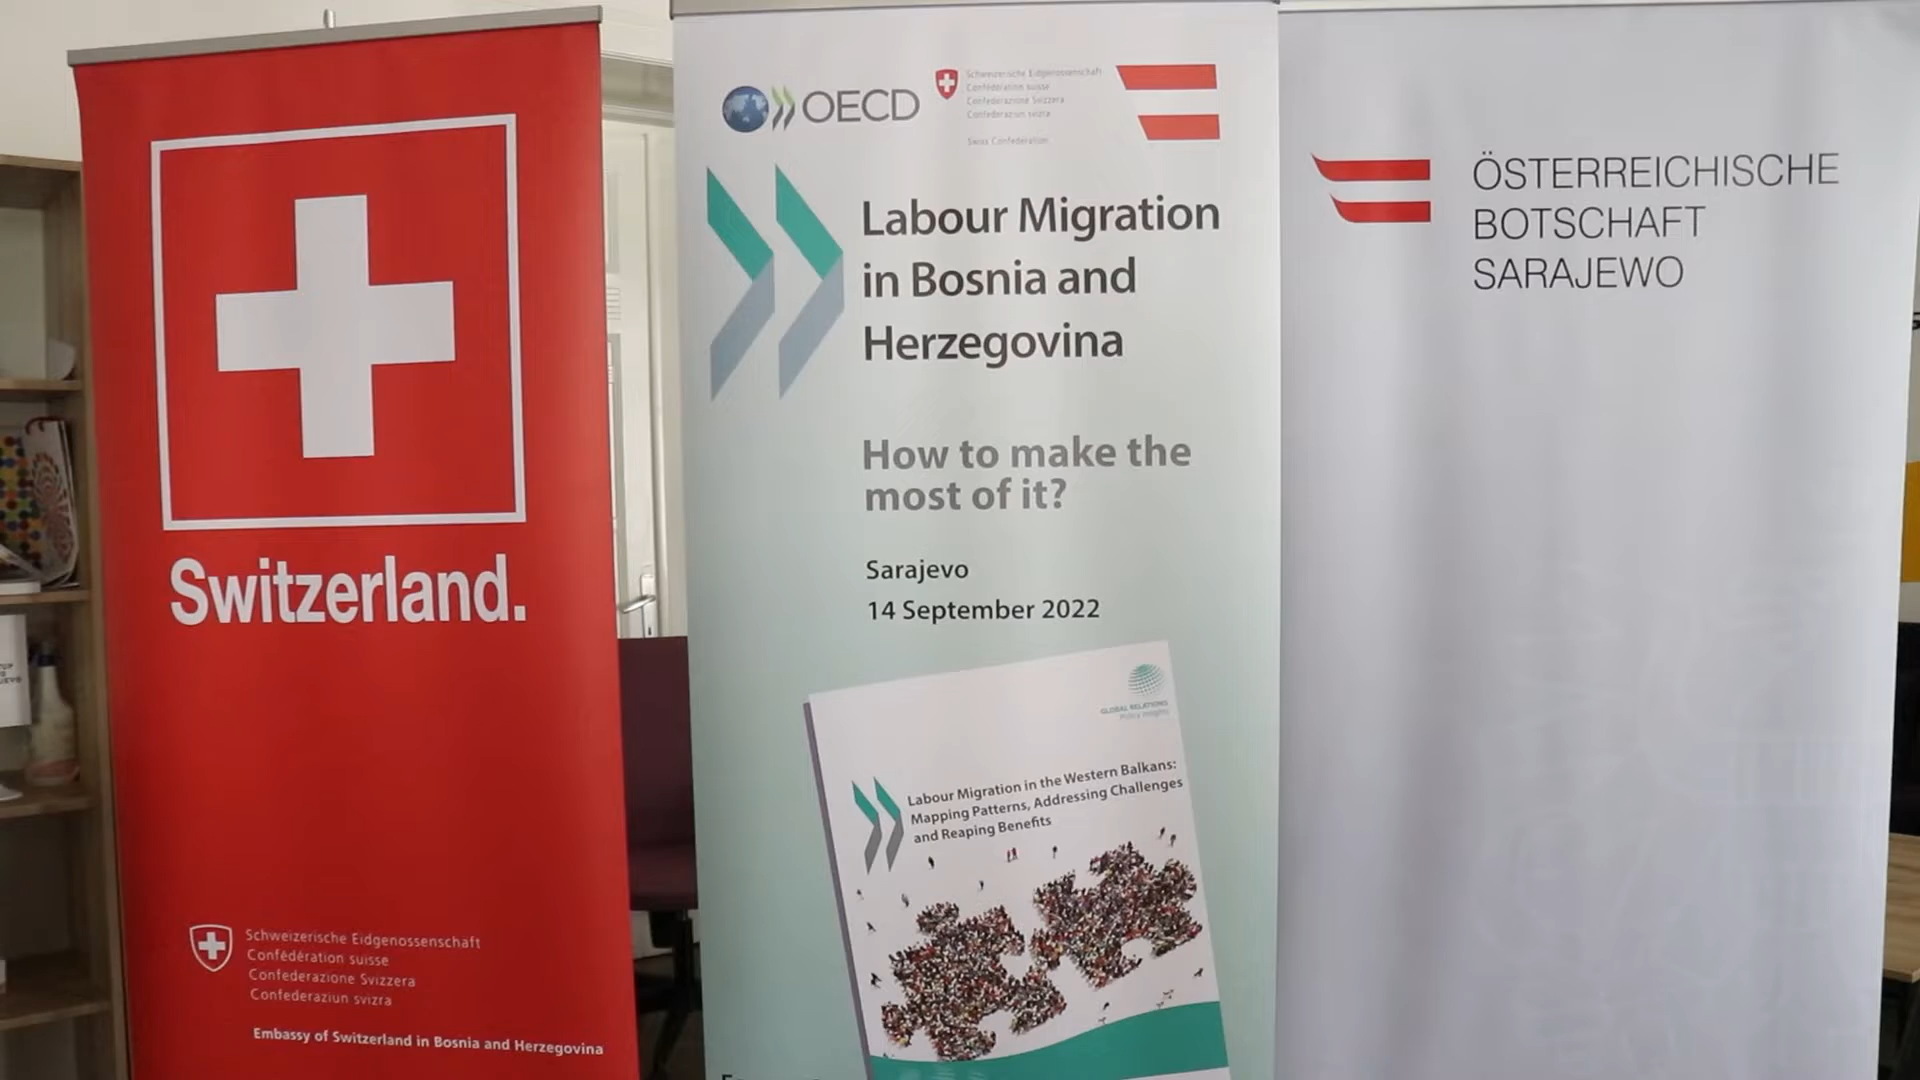 Switzerland.
Schweizerische Eidgenossenschaft
Confédération suisse
Confederazione Svizzera
Confederaziun svizra
Embassy of Switzerland in Bosnia and Herzegovina
OECD
Schweizerische Eidgenossenschaft
Confédération suisse
Confederazione Svizzera
Confederaziun svizra
Swiss Confederation
Labour Migration
in Bosnia and
Herzegovina
How to make the
most of it?
Sarajevo
14 September 2022
GLOBAL RELATIONS
Policy Insights
Labour Migration in the Western Balkans:
Mapping Patterns, Addressing Challenges
and Reaping Benefits
ÖSTERREICHISCHE
BOTSCHAFT
SARAJEWO